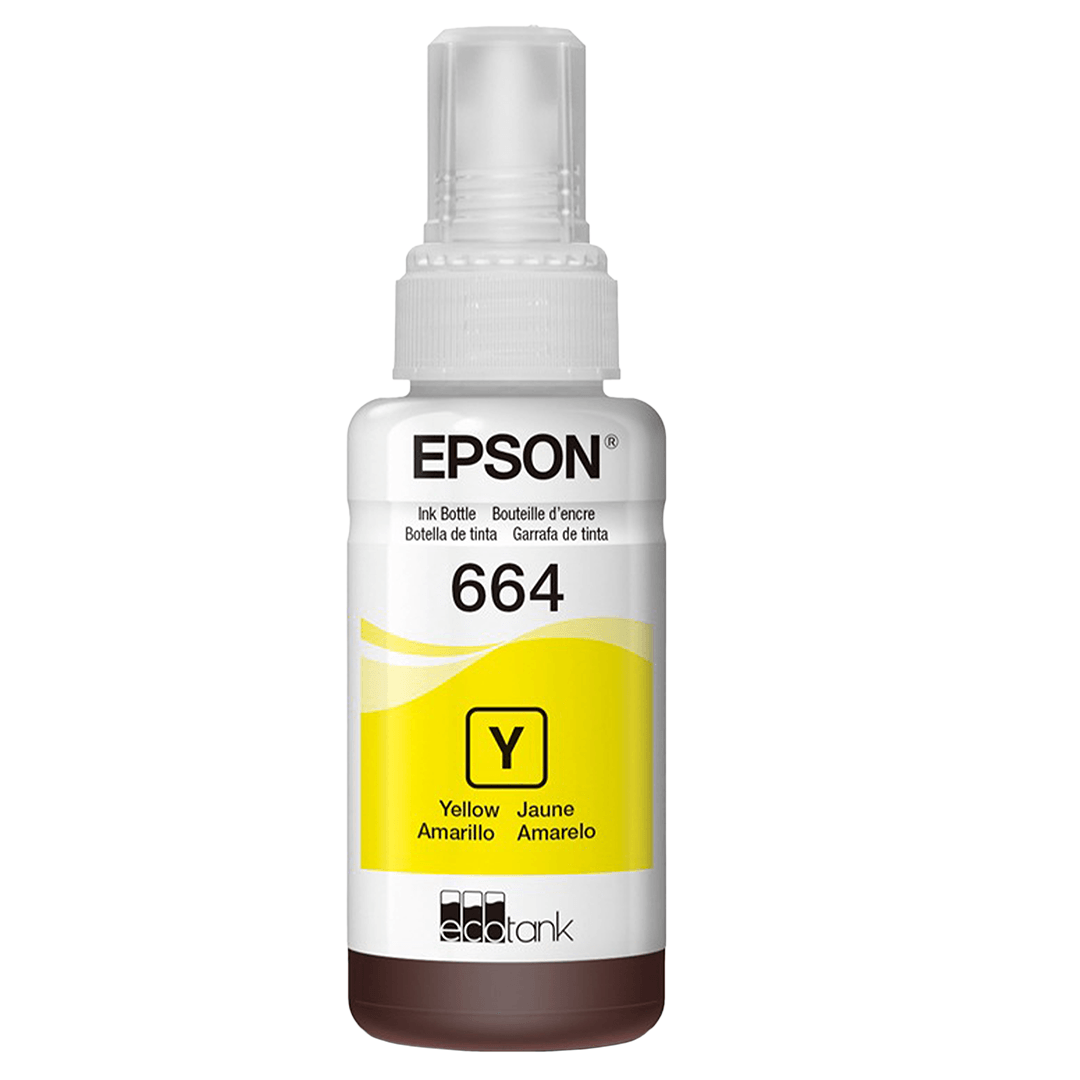 EPSON®
Ink Bottle Bouteille d'encre
Botella de tinta Garrafa de tinta
664
Y
Yellow Jaune
Amarillo Amarelo
ecotank